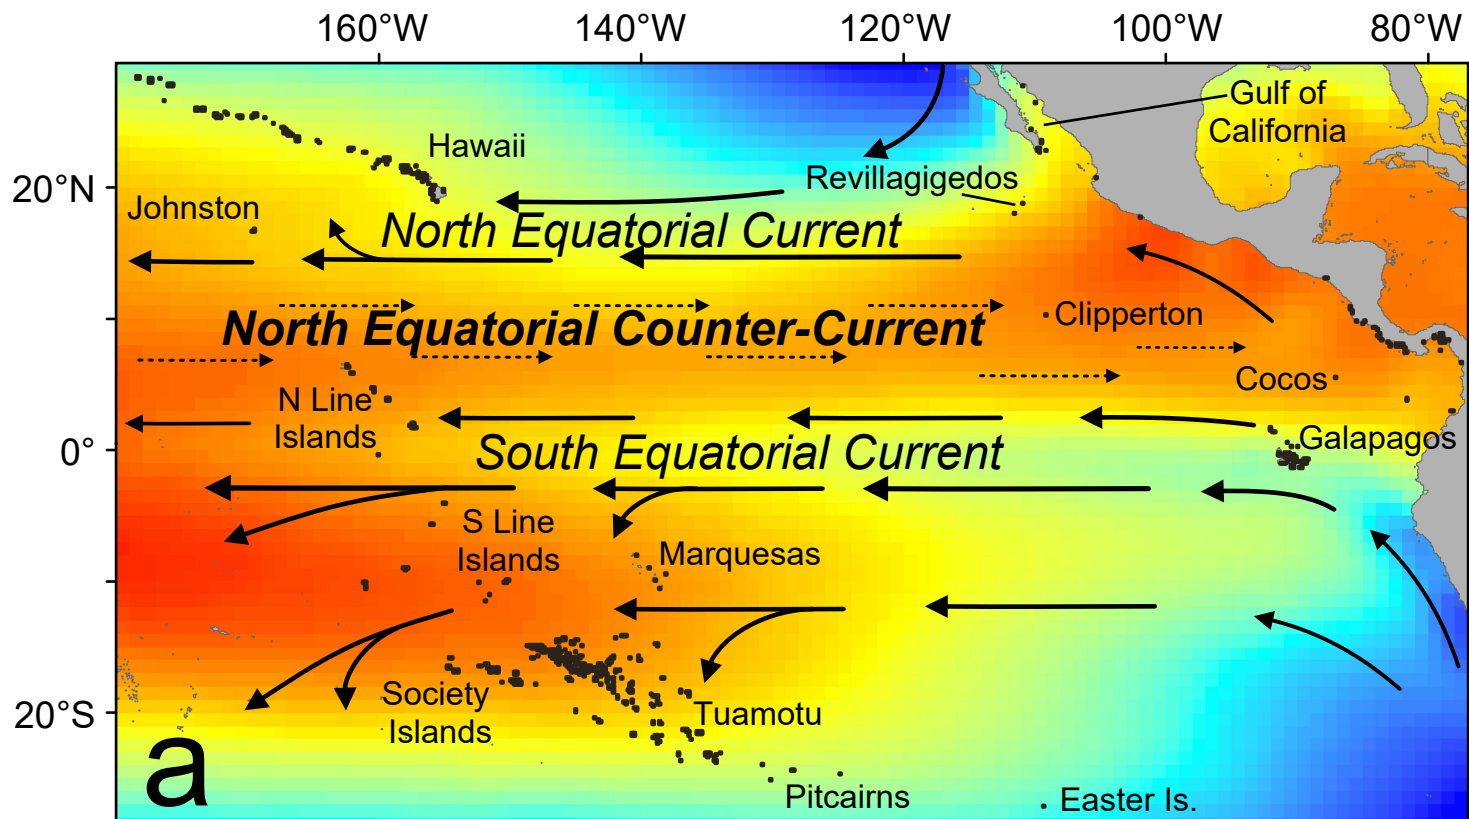 160°W 140°W 120°W 100°W 80°W
Gulf of
California
Hawaii
Revillagigedos
20°N
Johnston
North Equatorial Current
Clipperton
North Equatorial Counter-Current
Cocos
N Line
Islands
Galapagos
0°
South Equatorial Current
S Line
Islands
Marquesas
Society
Islands
Tuamotu
20°S
a
Pitcairns
Easter Is.